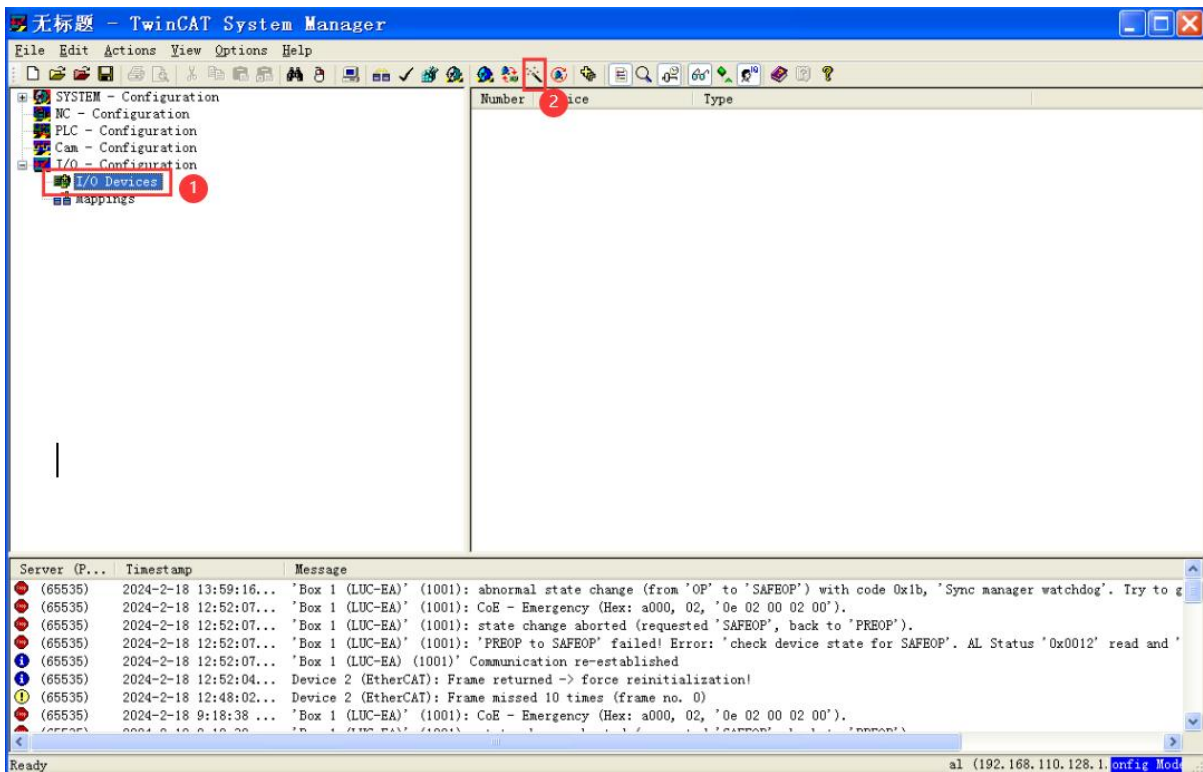 无标题 - TwinCAT System Manager
File Edit Actions View Options Help
SYSTEM - Configuration
NC - Configuration
PLC - Configuration
Cam - Configuration
I/O - Configuration
I/O Devices
1
Mappings
Number 2 ice Type
Server (P... Timestamp Message
(65535) 2024-2-18 13:59:16... 'Box 1 (LUC-EA)' (1001): abnormal state change (from 'OP' to 'SAFEOP') with code 0x1b, 'Sync manager watchdog'. Try to g
(65535) 2024-2-18 12:52:07... 'Box 1 (LUC-EA)' (1001): CoE - Emergency (Hex: a000, 02, '0e 02 00 02 00').
(65535) 2024-2-18 12:52:07... 'Box 1 (LUC-EA)' (1001): state change aborted (requested 'SAFEOP', back to 'PREOP').
(65535) 2024-2-18 12:52:07... 'Box 1 (LUC-EA)' (1001): 'PREOP to SAFEOP' failed! Error: 'check device state for SAFEOP'. AL Status '0x0012' read and '
(65535) 2024-2-18 12:52:07... 'Box 1 (LUC-EA) (1001)' Communication re-established
(65535) 2024-2-18 12:52:04... Device 2 (EtherCAT): Frame returned -> force reinitialization!
(65535) 2024-2-18 12:48:02... Device 2 (EtherCAT): Frame missed 10 times (frame no. 0)
(65535) 2024-2-18 9:18:38 ... 'Box 1 (LUC-EA)' (1001): CoE - Emergency (Hex: a000, 02, '0e 02 00 02 00').
Ready al (192.168.110.128.1. onfig Mode